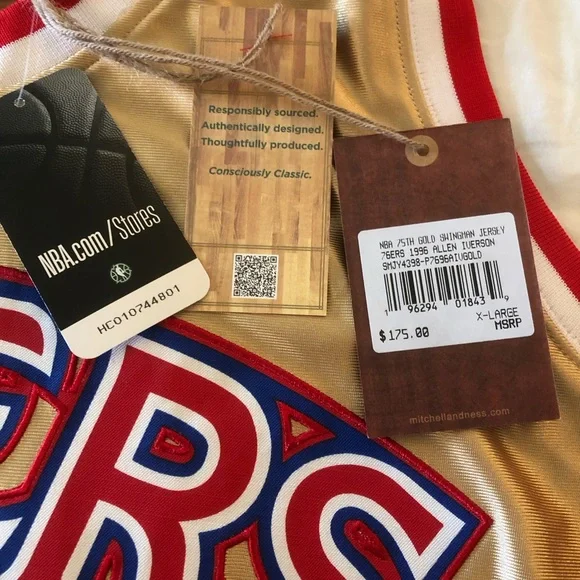 NBA.com/Stores
HC010744801
Responsibly sourced.
Authentically designed.
Thoughtfully produced.
Consciously Classic.
NBA 75TH GOLD SWINGMAN JERSEY
76ERS 1996 ALLEN IVERSON
SMJY4398-P7696AIVGOLD
1 96294 01843 9
X-LARGE
$175.00 MSRP
mitchellandness.com
ERS